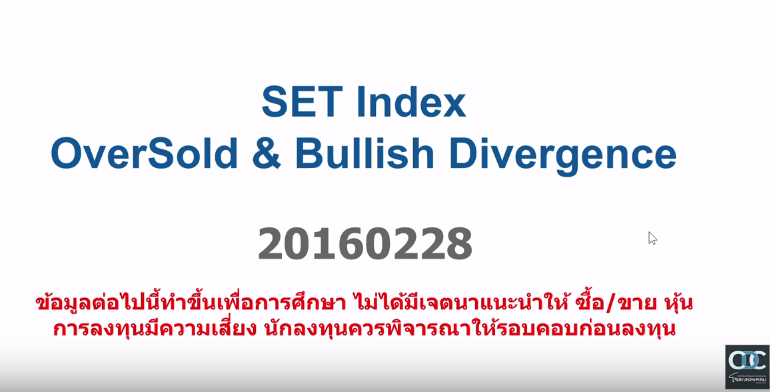 SET Index
OverSold & Bullish Divergence
20160228
ข้อมูลต่อไปนี้ทำขึ้นเพื่อการศึกษา ไม่ได้มีเจตนาแนะนำให้ ซื้อ/ขาย หุ้น
การลงทุนมีความเสี่ยง นักลงทุนควรพิจารณาให้รอบคอบก่อนลงทุน
CDC